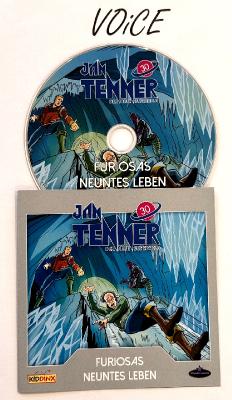 VOiCE
JAN
30
TENNER
FURIOSAS
NEUNTES LEBEN
JAN
30
TENNER
FURIOSAS
NEUNTES LEBEN
KIDDINX